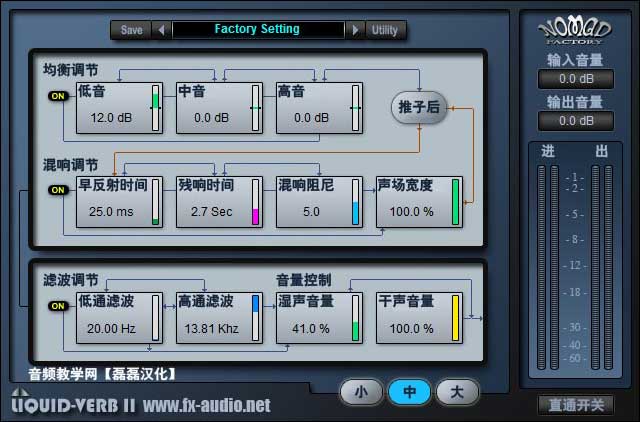 Save Factory Setting Utility
NOMAD
FACTORY
均衡调节
ON
低音
12.0 dB
中音
0.0 dB
高音
0.0 dB
推子后
混响调节
ON
早反射时间
25.0 ms
残响时间
2.7 Sec
混响阻尼
5.0
声场宽度
100.0 %
滤波调节
音量控制
ON
低通滤波
20.00 Hz
高通滤波
13.81 Khz
湿声音量
41.0 %
干声音量
100.0 %
音频教学网【磊磊汉化】
LIQUID-VERB II www.fx-audio.net
小 中 大
输入音量
0.0 dB
输出音量
0.0 dB
进 出
-1-
-2-
-5-
-8-
-12-
-18-
-30-
-40-
-60-
直通开关